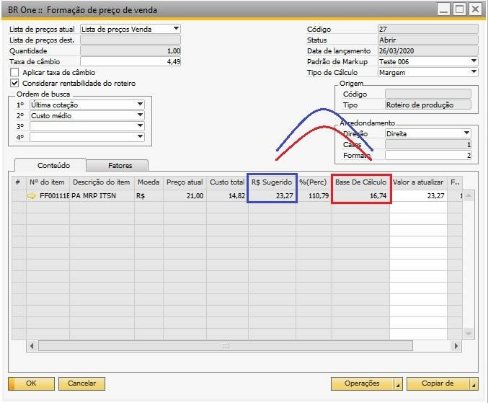 BR One :: Formação de preço de venda
Lista de preços atual Lista de preços Venda
Lista de preços dest.
Quantidade 1,00
Taxa de câmbio 4,49
Aplicar taxa de câmbio
Considerar rentabilidade do roteiro
Ordem de busca
1º Última cotação
2º Custo médio
3º
4º
Código 27
Status Abrir
Data de lançamento 26/03/2020
Padrão de Markup Teste 006
Tipo de Cálculo Margem
Origem
Código
Tipo Roteiro de produção
Arredondamento
Direção Direita
Casas 1
Formato 2
Conteúdo Fatores
# Nº do item Descrição do item Moeda Preço atual Custo total R$ Sugerido %(Perc) Base De Cálculo Valor a atualizar F..
FF00111E PA MRP ITSN R$ 21,00 14,82 23,27 110,79 16,74 23,27 1
OK Cancelar Operações Copiar de